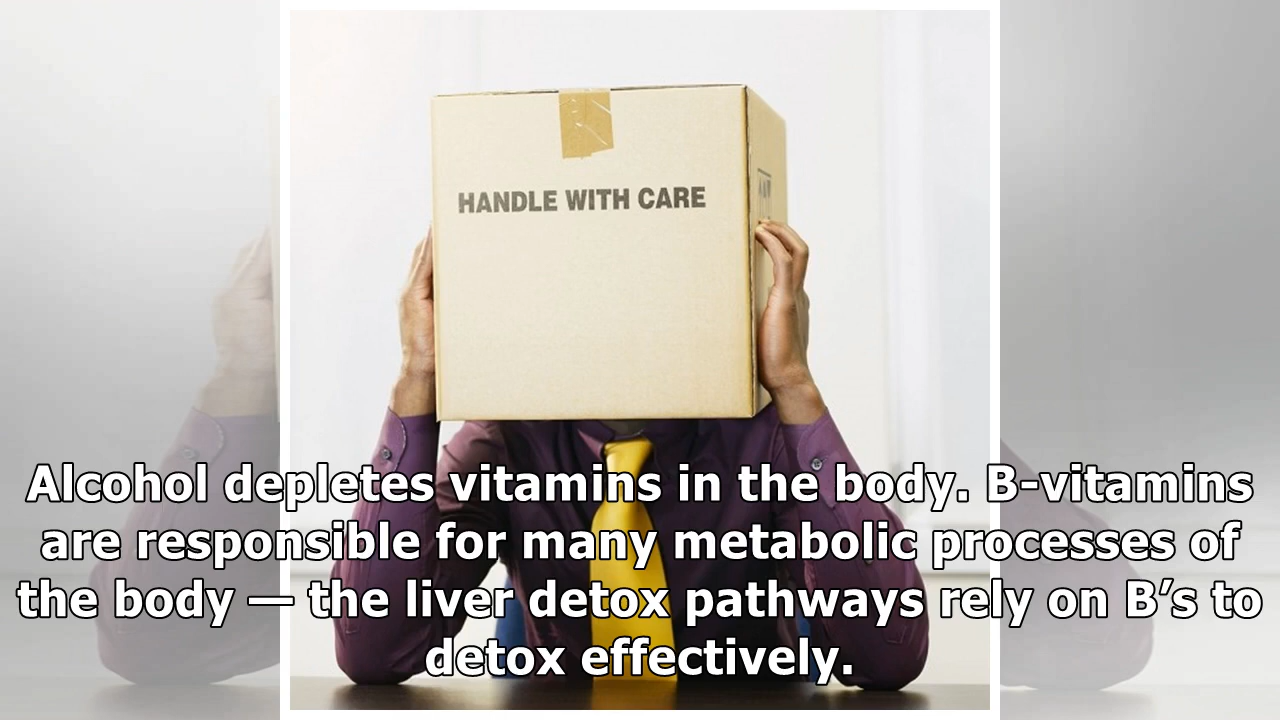 HANDLE WITH CARE
Alcohol depletes vitamins in the body. B-vitamins
are responsible for many metabolic processes of
the body — the liver detox pathways rely on B’s to
detox effectively.